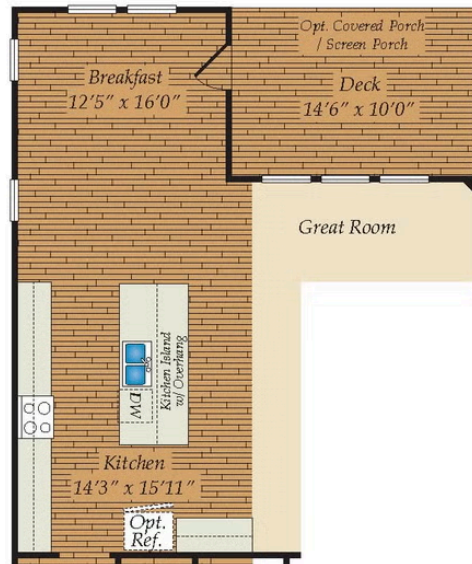 Opt. Covered Porch
/ Screen Porch
Breakfast
12'5" x 16'0"
Deck
14'6" x 10'0"
Great Room
Kitchen Island
w/ Overhang
DW
Kitchen
14'3" x 15'11"
Opt.
Ref.